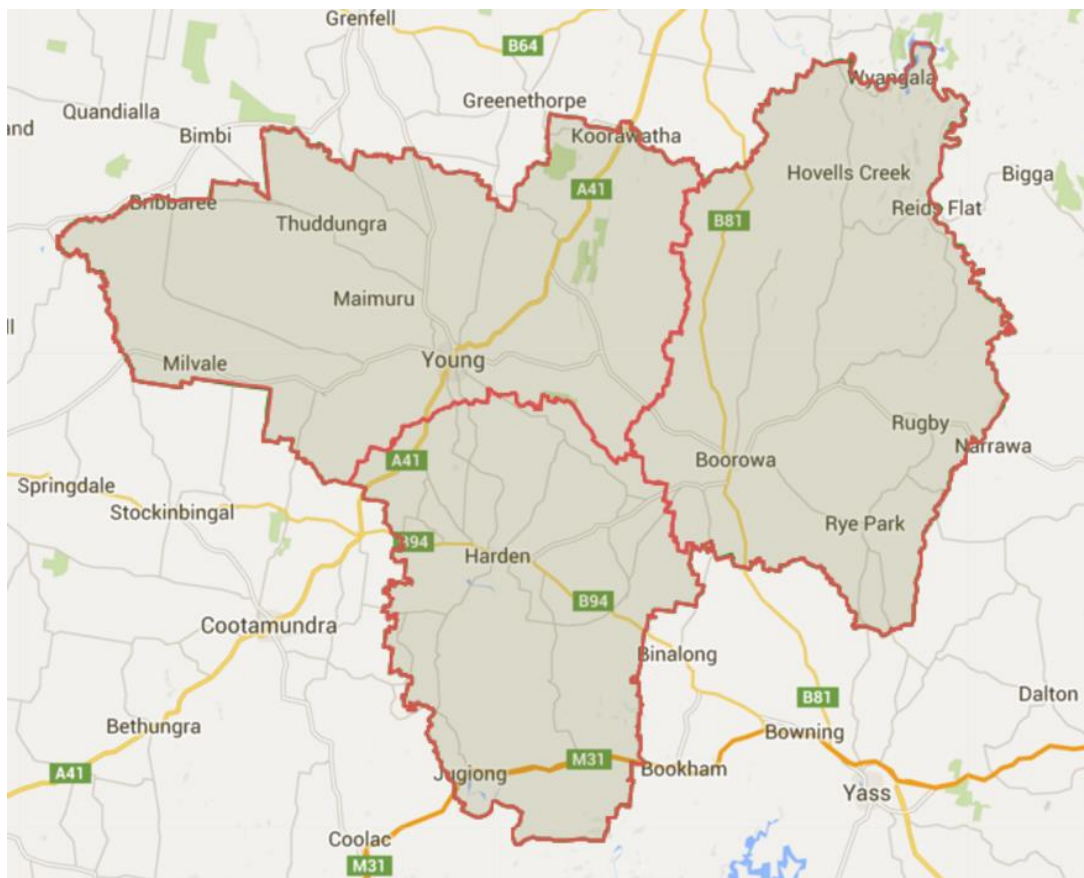 Grenfell
B64
Wyangala
Quandialla
Greenethorpe
and
Bimbi
Koorawatha
Hovells Creek
Bigga
A41
Bribbaree
Reids Flat
Thuddungra
B81
Maimuru
ll
Milvale
Young
Rugby
Narrawa
A41
Boorowa
Springdale
Stockinbingal
Rye Park
B94
Harden
B94
Cootamundra
Binalong
Dalton
B81
Bethungra
Bowning
M31
A41
Jugiong
Bookham
Yass
Coolac
M31